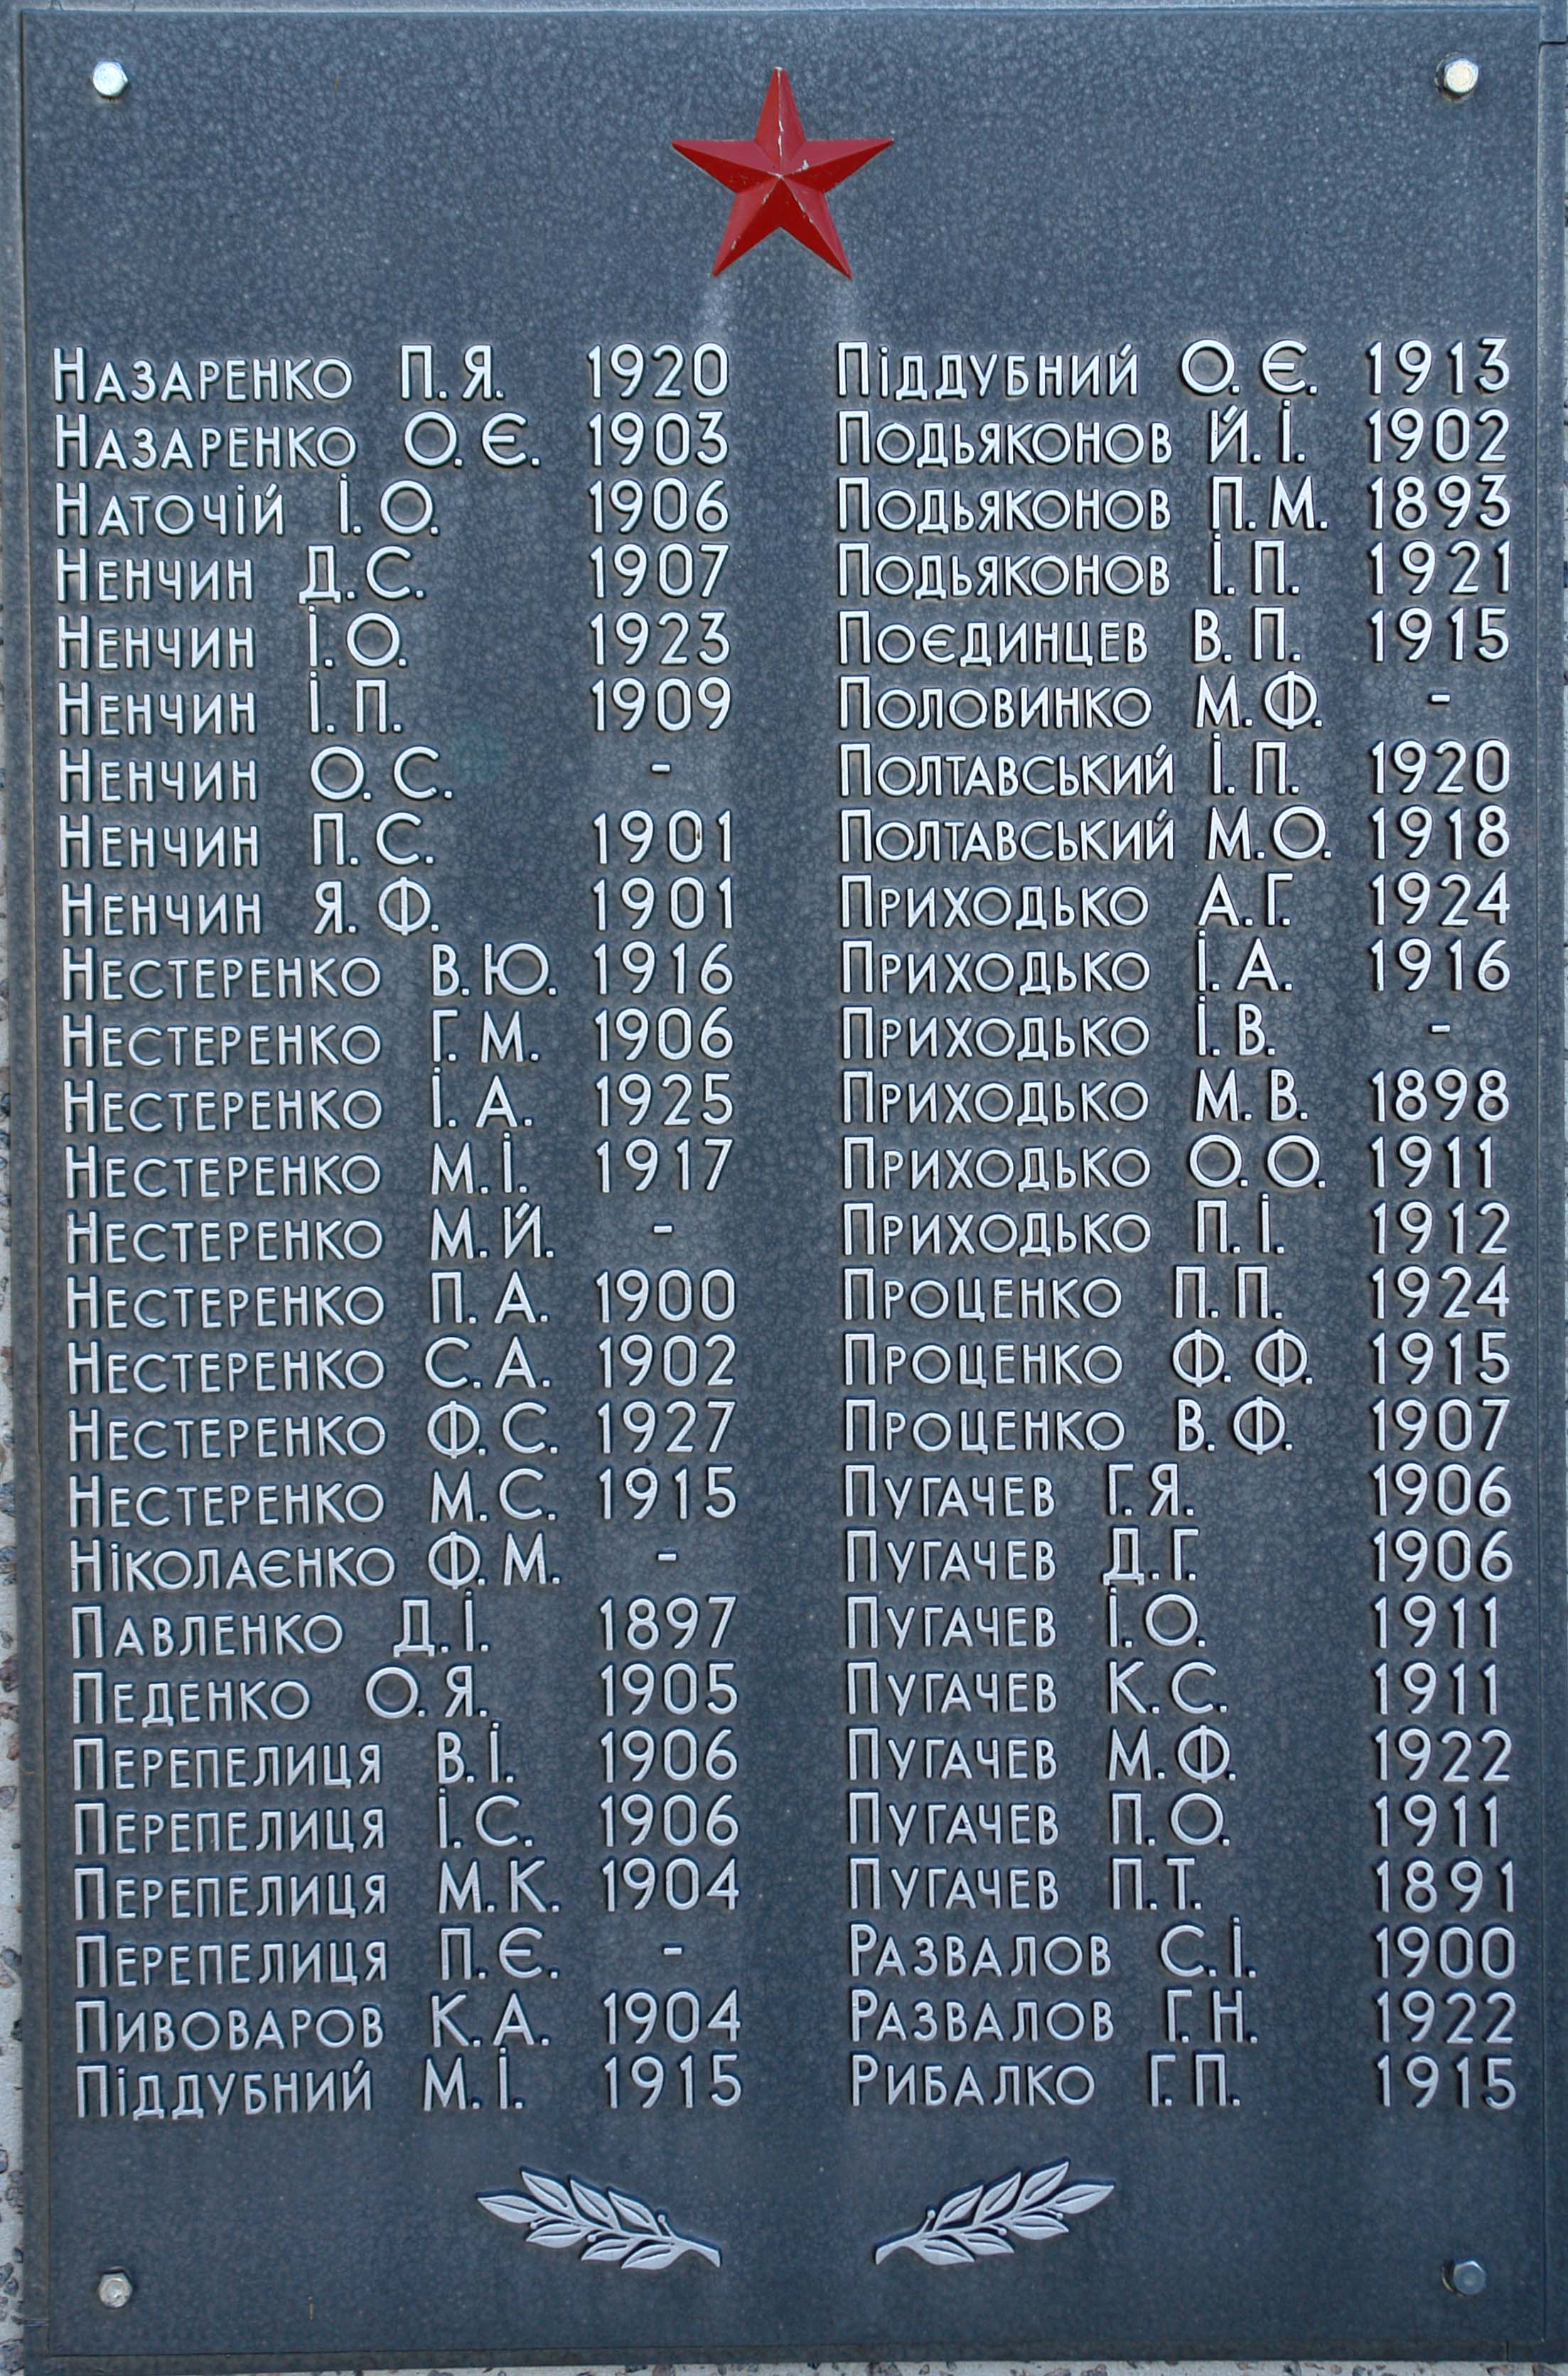 Назаренко П.Я. 1920
Назаренко О.Є. 1903
Наточій І.О. 1906
Ненчин Д.С. 1907
Ненчин І.О. 1923
Ненчин І.П. 1909
Ненчин О.С. -
Ненчин П.С. 1901
Ненчин Я.Ф. 1901
Нестеренко В.Ю. 1916
Нестеренко Г.М. 1906
Нестеренко І.А. 1925
Нестеренко М.І. 1917
Нестеренко М.Й. -
Нестеренко П.А. 1900
Нестеренко С.А. 1902
Нестеренко Ф.С. 1927
Нестеренко М.С. 1915
Ніколаєнко Ф.М. -
Павленко Д.І. 1897
Педенко О.Я. 1905
Перепелиця В.І. 1906
Перепелиця І.С. 1906
Перепелиця М.К. 1904
Перепелиця П.Є. -
Пивоваров К.А. 1904
Піддубний М.І. 1915
Піддубний О.Є. 1913
Подьяконов Й.І. 1902
Подьяконов П.М. 1893
Подьяконов І.П. 1921
Поєдинцев В.П. 1915
Половинко М.Ф. -
Полтавський І.П. 1920
Полтавський М.О. 1918
Приходько А.Г. 1924
Приходько І.А. 1916
Приходько І.В. -
Приходько М.В. 1898
Приходько О.О. 1911
Приходько П.І. 1912
Проценко П.П. 1924
Проценко Ф.Ф. 1915
Проценко В.Ф. 1907
Пугачев Г.Я. 1906
Пугачев Д.Г. 1906
Пугачев І.О. 1911
Пугачев К.С. 1911
Пугачев М.Ф. 1922
Пугачев П.О. 1911
Пугачев П.Т. 1891
Развалов С.І. 1900
Развалов Г.Н. 1922
Рибалко Г.П. 1915